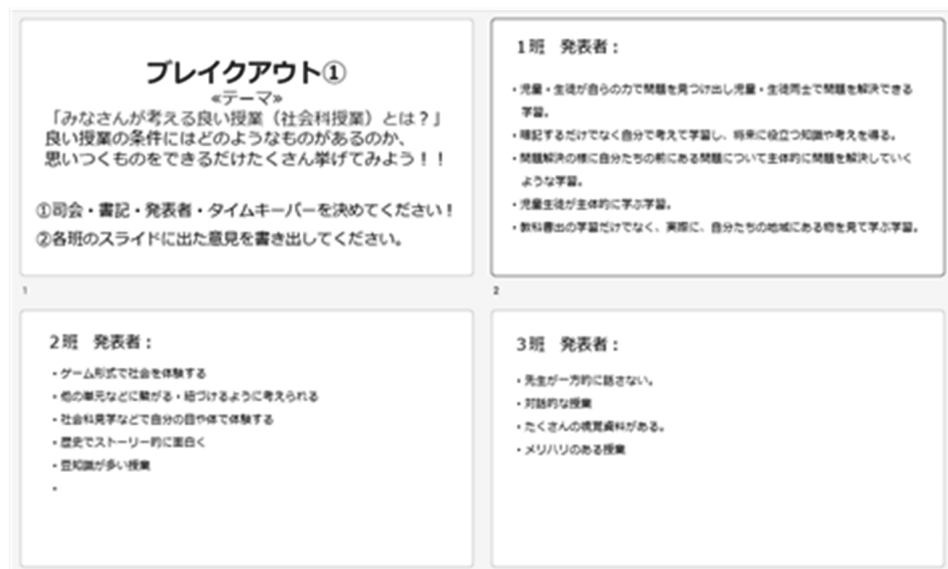 ブレイクアウト①
≪テーマ≫
「みなさんが考える良い授業（社会科授業）とは？」
良い授業の条件にはどのようなものがあるのか、
思いつくものをできるだけたくさん挙げてみよう！！
①司会・書記・発表者・タイムキーパーを決めてください！
②各班のスライドに出た意見を書き出してください。
1
1班　発表者：
・児童・生徒が自らの力で問題を見つけ出し児童・生徒同士で問題を解決できる
学習。
・暗記するだけでなく自分で考えて学習し、将来に役立つ知識や考えを得る。
・問題解決の様に自分たちの前にある問題について主体的に問題を解決していく
ような学習。
・児童生徒が主体的に学ぶ学習。
・教科書出の学習だけでなく、実際に、自分たちの地域にある物を見て学ぶ学習。
2
2班　発表者：
・ゲーム形式で社会を体験する
・他の単元などに繋がる・紐づけるように考えられる
・社会科見学などで自分の目や体で体験する
・歴史でストーリー的に面白く
・豆知識が多い授業
・
3班　発表者：
・先生が一方的に話さない。
・対話的な授業
・たくさんの視覚資料がある。
・メリハリのある授業